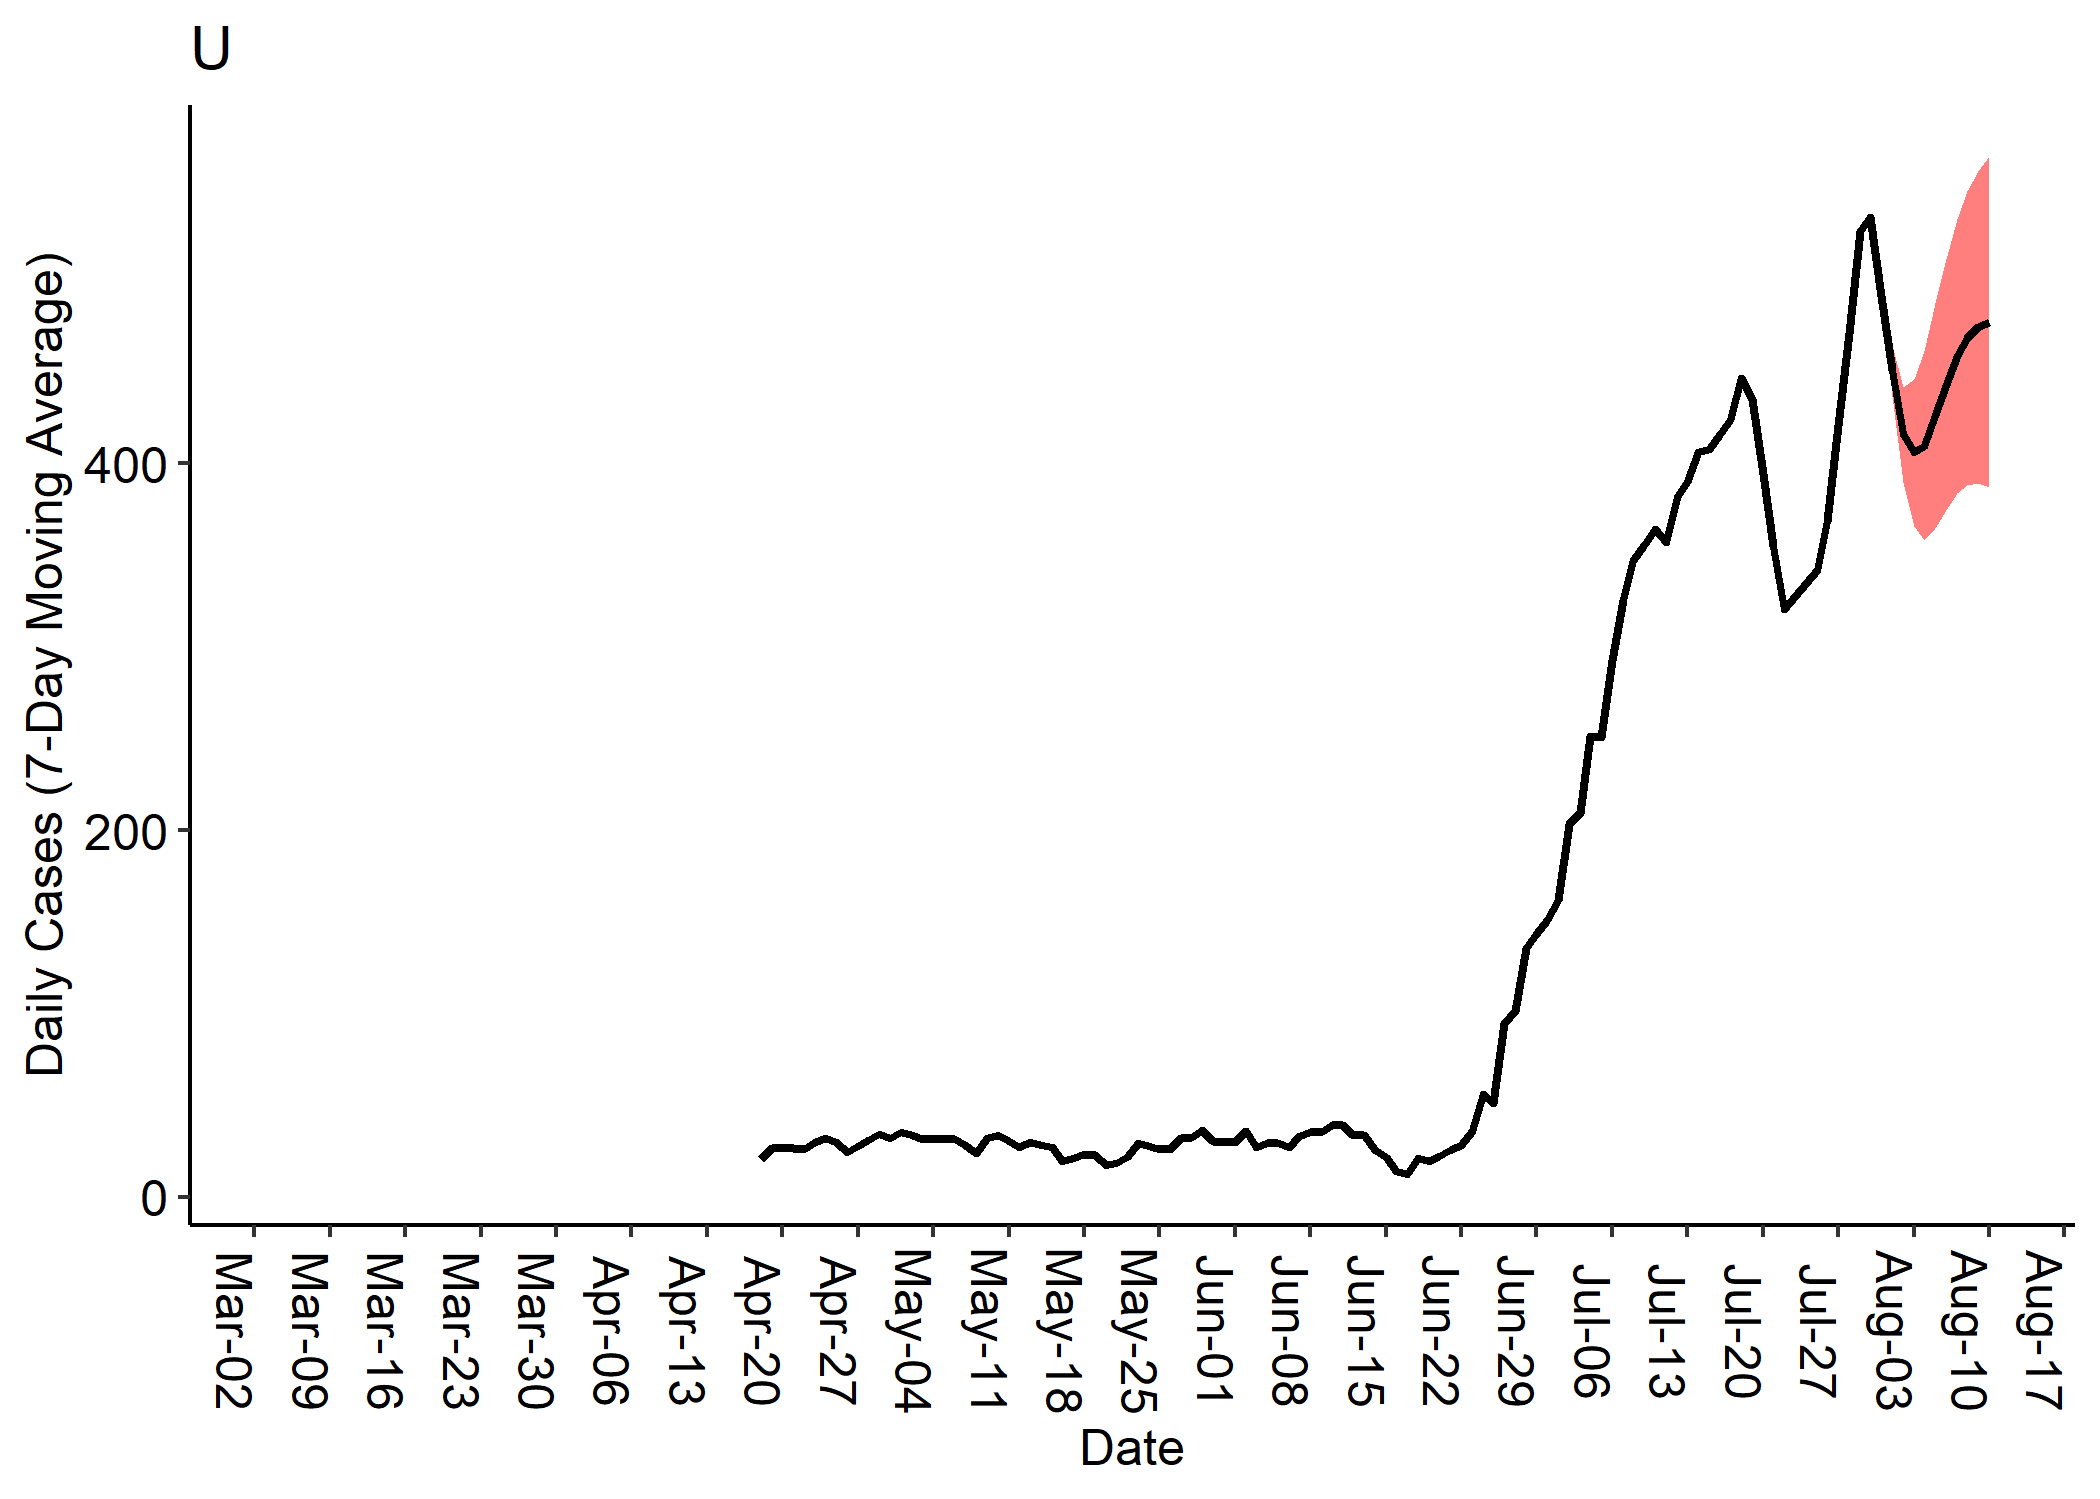 U
Daily Cases (7-Day Moving Average)
400
200
0
Mar-02
Mar-09
Mar-16
Mar-23
Mar-30
Apr-06
Apr-13
Apr-20
Apr-27
May-04
May-11
May-18
May-25
Jun-01
Jun-08
Jun-15
Jun-22
Jun-29
Jul-06
Jul-13
Jul-20
Jul-27
Aug-03
Aug-10
Aug-17
Date